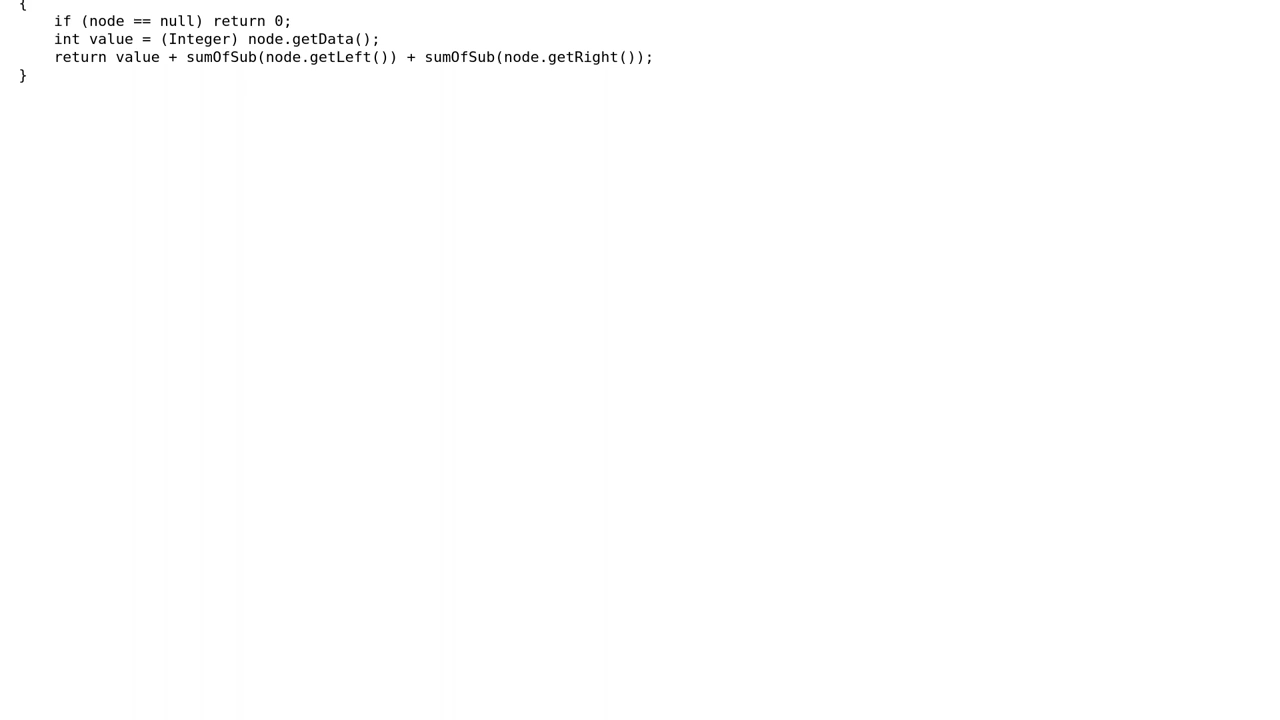 {
    if (node == null) return 0;
    int value = (Integer) node.getData();
    return value + sumOfSub(node.getLeft()) + sumOfSub(node.getRight());
}